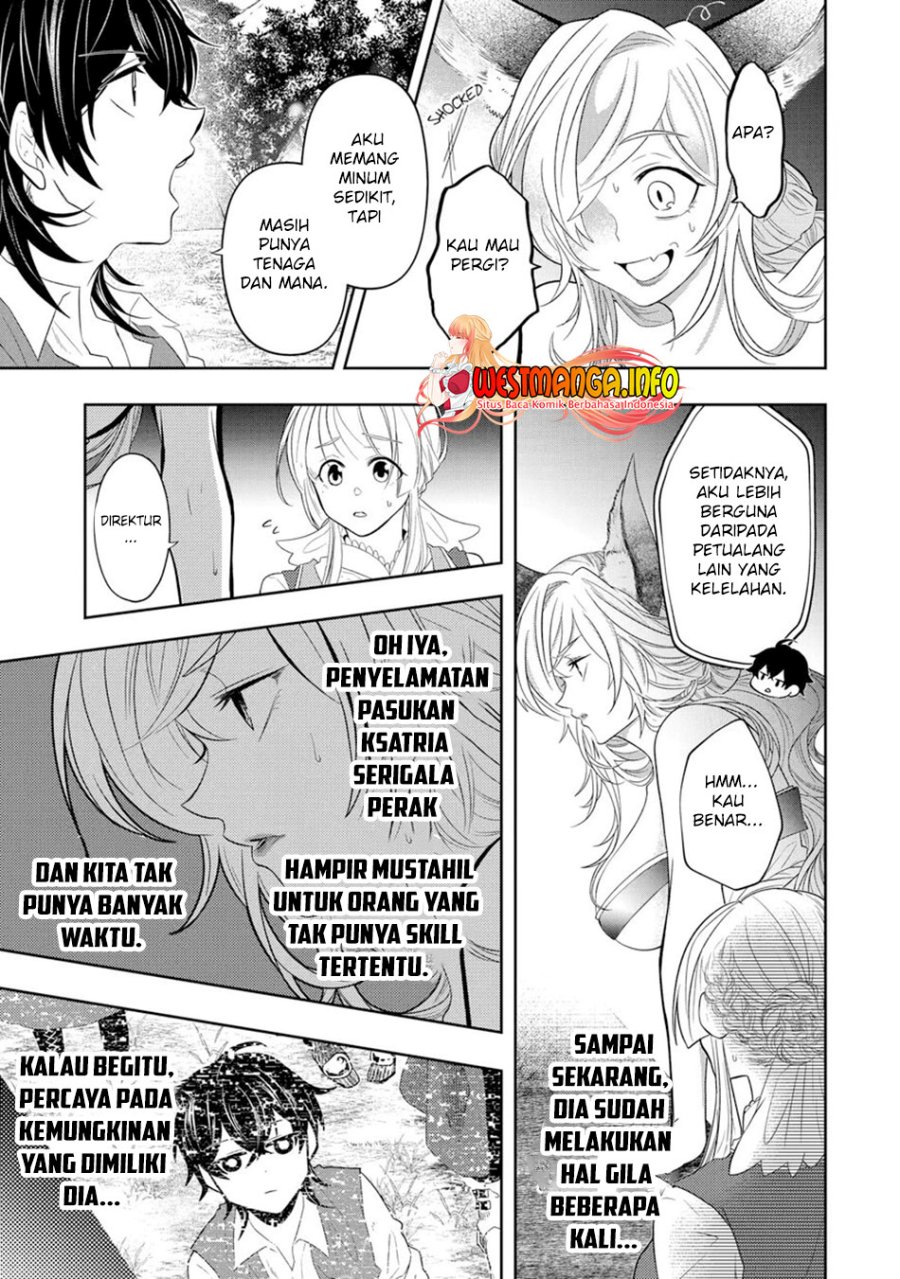 APA?
KAU MAU
PERGI?
SHOCKED
AKU
MEMANG
MINUM
SEDIKIT,
TAPI
MASIH
PUNYA
TENAGA
DAN MANA.
WESTMANGA.INFO
Situs Baca Komik Berbahasa Indonesia
SETIDAKNYA,
AKU LEBIH
BERGUNA
DARIPADA
PETUALANG
LAIN YANG
KELELAHAN.
HMM...
KAU
BENAR...
SAMPAI
SEKARANG,
DIA SUDAH
MELAKUKAN
HAL GILA
BEBERAPA
KALI...
DIREKTUR
...
OH IYA,
PENYELAMATAN
PASUKAN
KSATRIA
SERIGALA
PERAK
HAMPIR MUSTAHIL
UNTUK ORANG YANG
TAK PUNYA SKILL
TERTENTU.
DAN KITA TAK
PUNYA BANYAK
WAKTU.
KALAU BEGITU,
PERCAYA PADA
KEMUNGKINAN
YANG DIMILIKI
DIA...